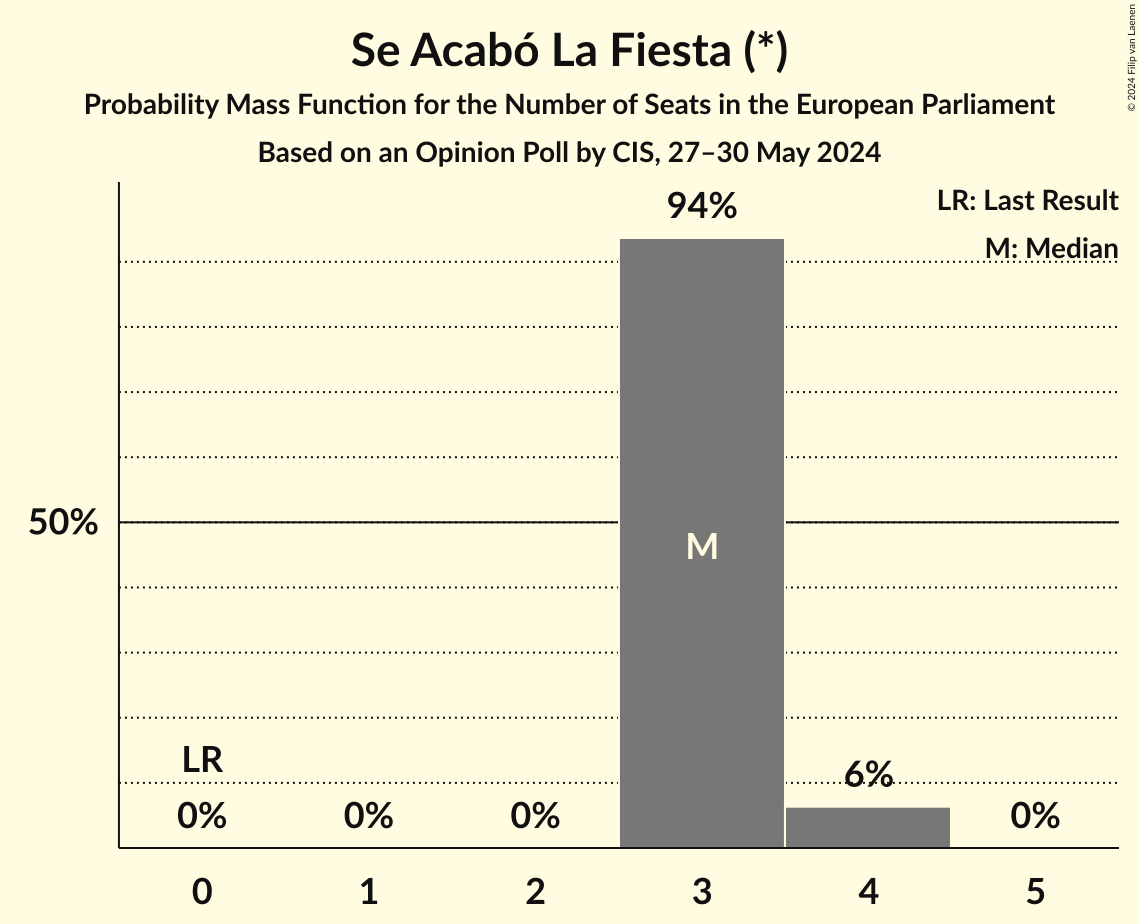 Se Acabó La Fiesta (*)
Probability Mass Function for the Number of Seats in the European Parliament
Based on an Opinion Poll by CIS, 27–30 May 2024
© 2024 Filip van Laenen
LR: Last Result
M: Median
94%
50%
M
LR
6%
0% 0% 0% 0%
0 1 2 3 4 5